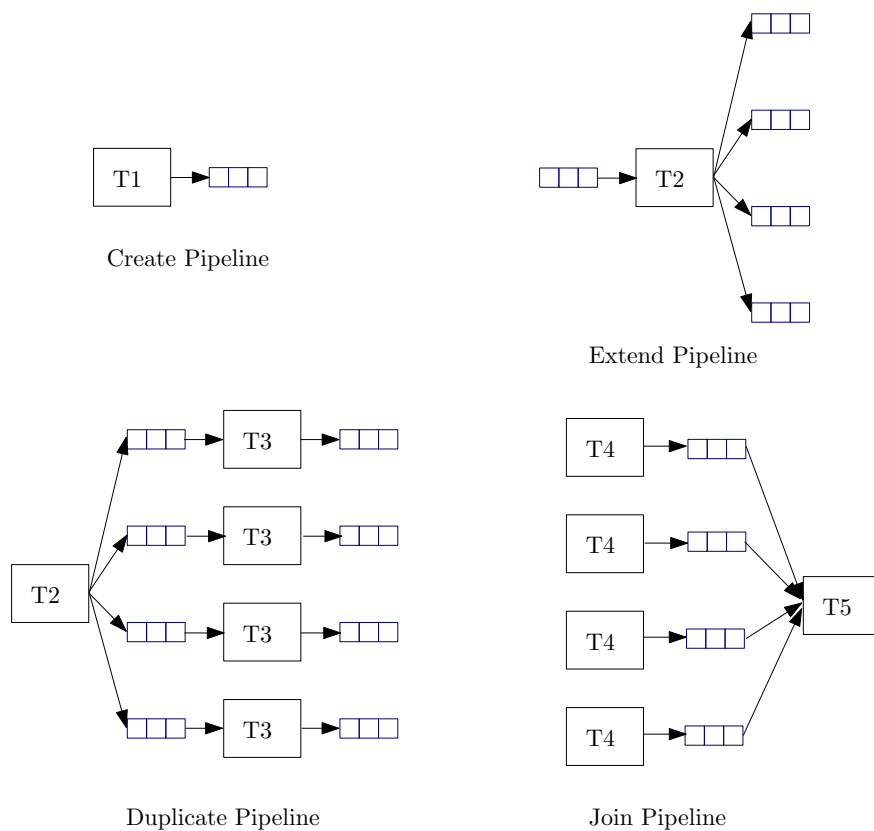 T1
Create Pipeline
T2
Extend Pipeline
T2
T3
T3
T3
T3
Duplicate Pipeline
T4
T4
T4
T4
T5
Join Pipeline